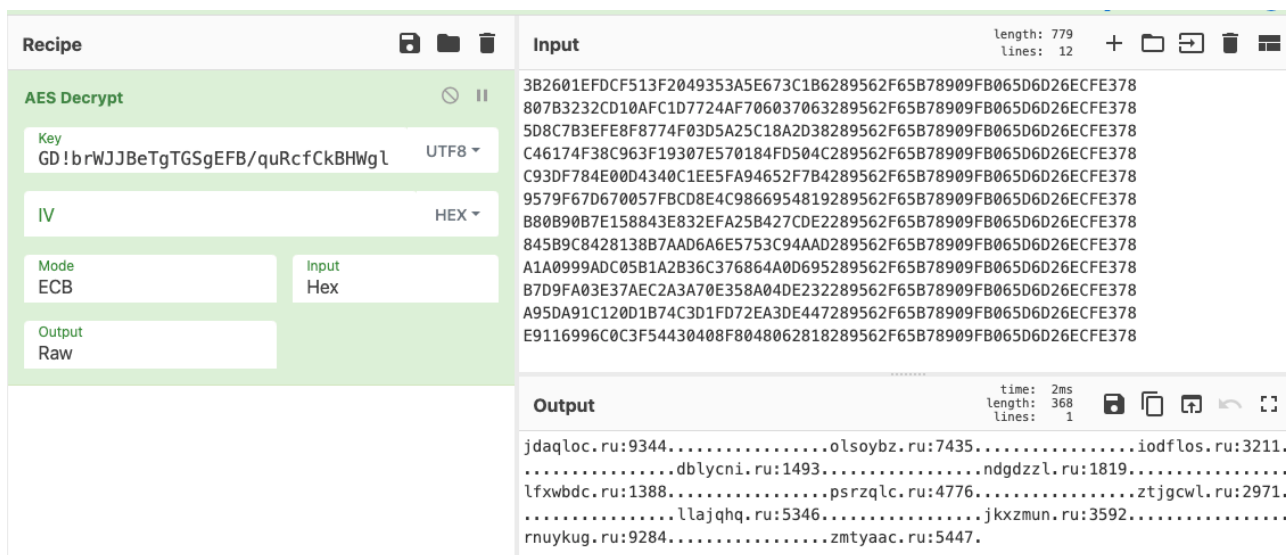 Recipe
AES Decrypt
Key
GD!brWJJBeTgTGSgEFB/quRcfCkBHWgl
UTF8
IV
HEX
Mode
ECB
Input
Hex
Output
Raw
Input
length: 779
lines: 12
3B2601EFDCF513F2049353A5E673C1B6289562F65B78909FB065D6D26ECFE378
807B3232CD10AFC1D7724AF706037063289562F65B78909FB065D6D26ECFE378
5D8C7B3EFE8F8774F03D5A25C18A2D38289562F65B78909FB065D6D26ECFE378
C46174F38C963F19307E570184FD504C289562F65B78909FB065D6D26ECFE378
C93DF784E00D4340C1EE5FA94652F7B4289562F65B78909FB065D6D26ECFE378
9579F67D670057FBCD8E4C9866954819289562F65B78909FB065D6D26ECFE378
B80B90B7E158843E832EFA25B427CDE2289562F65B78909FB065D6D26ECFE378
845B9C8428138B7AAD6A6E5753C94AAD289562F65B78909FB065D6D26ECFE378
A1A0999ADC05B1A2B36C376864A0D695289562F65B78909FB065D6D26ECFE378
B7D9FA03E37AEC2A3A70E358A04DE232289562F65B78909FB065D6D26ECFE378
A95DA91C120D1B74C3D1FD72EA3DE447289562F65B78909FB065D6D26ECFE378
E9116996C0C3F54430408F8048062818289562F65B78909FB065D6D26ECFE378
Output
time: 2ms
length: 368
lines: 1
jdaqloc.ru:9344.................olsoybz.ru:7435.................iodflos.ru:3211.
................dblycni.ru:1493.................ndgdzzl.ru:1819.................
lfxwbdc.ru:1388.................psrzqlc.ru:4776.................ztjgcwl.ru:2971.
................llajqhq.ru:5346.................jkxzmun.ru:3592.................
rnuykug.ru:9284.................zmtyaac.ru:5447.